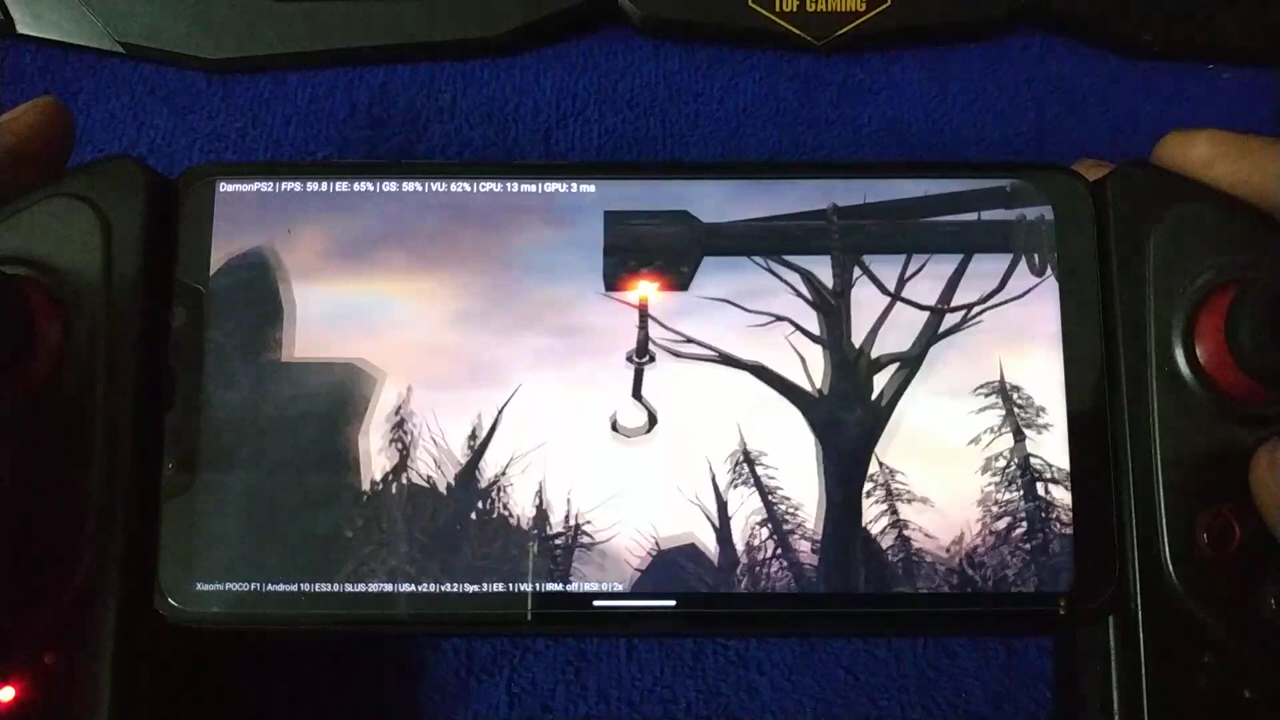 TUF GAMING
DamonPS2 | FPS: 59.8 | EE: 65% | GS: 58% | VU: 62% | CPU: 13 ms | GPU: 3 ms
Xiaomi POCO F1 | Android 10 | ES3.0 | SLUS-20738 | USA v2.0 | v3.2 | Sys: 3 | EE: 1 | VU: 1 | IRM: off | RSI: 0 | 2x